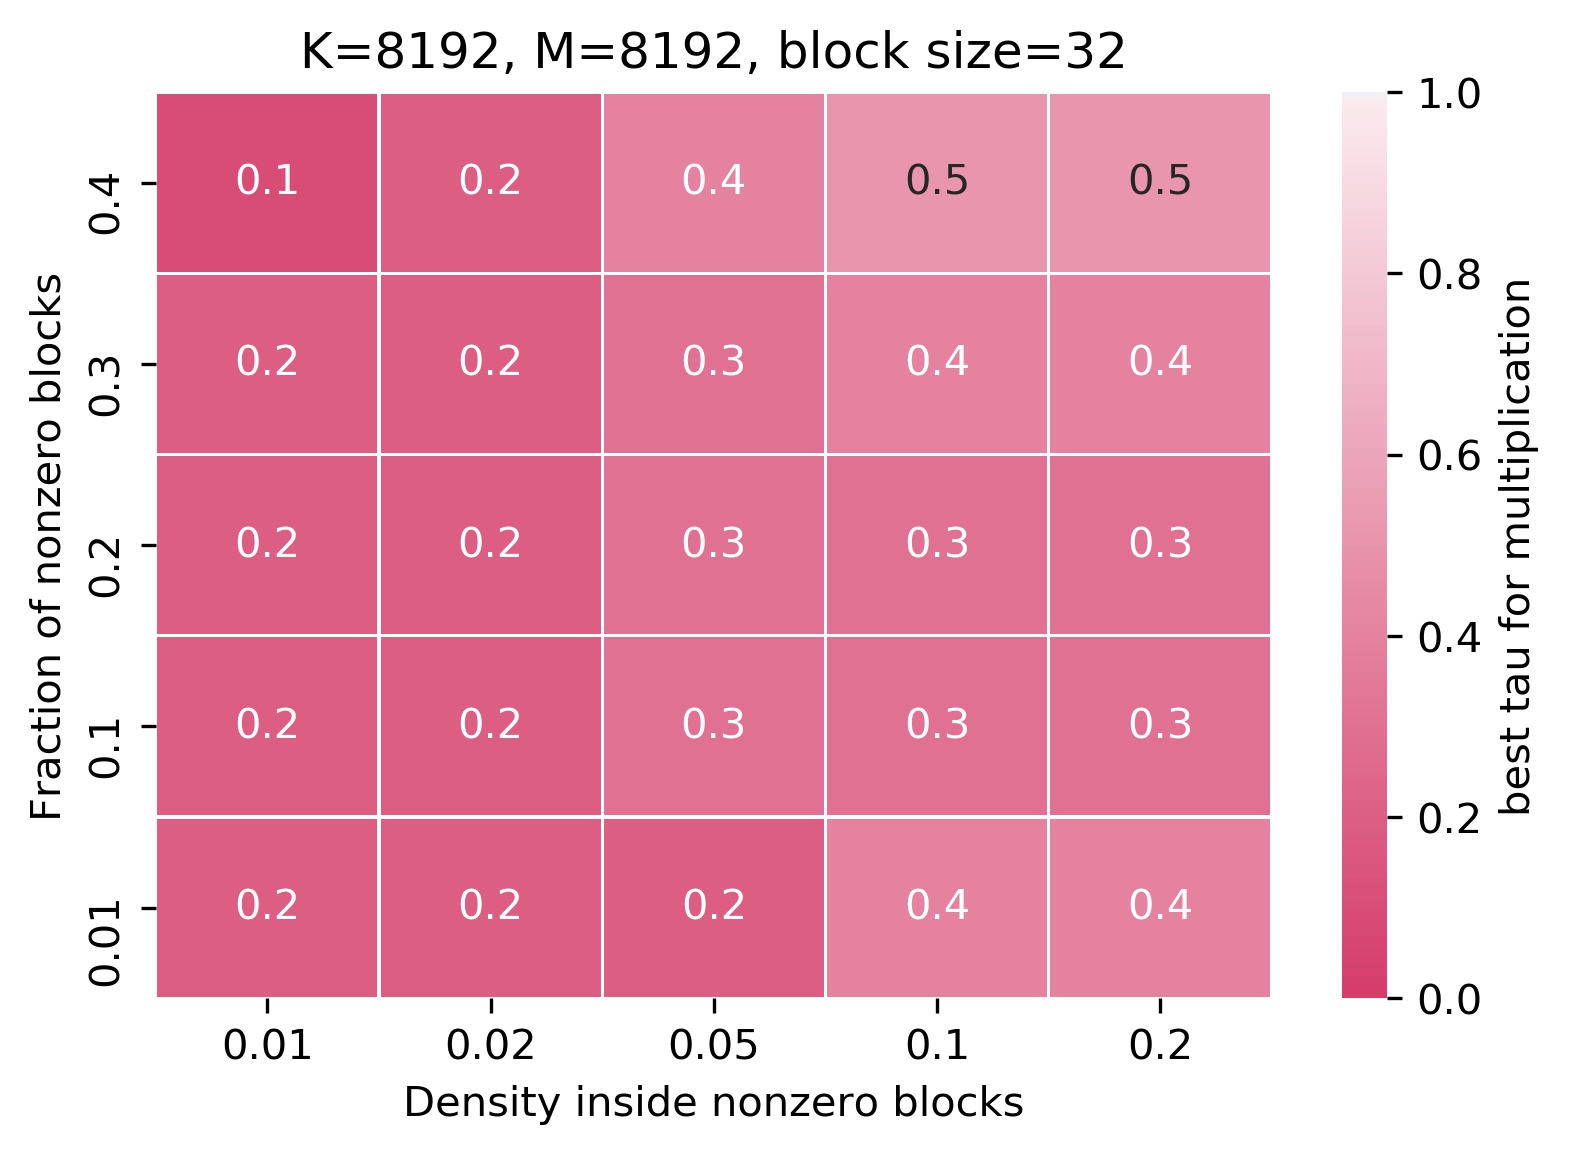 K=8192, M=8192, block size=32
Fraction of nonzero blocks
0.4
0.1 0.2 0.4 0.5 0.5
0.3
0.2 0.2 0.3 0.4 0.4
0.2
0.2 0.2 0.3 0.3 0.3
0.1
0.2 0.2 0.3 0.3 0.3
0.01
0.2 0.2 0.2 0.4 0.4
0.01 0.02 0.05 0.1 0.2
Density inside nonzero blocks
1.0
0.8
0.6
0.4
0.2
0.0
best tau for multiplication